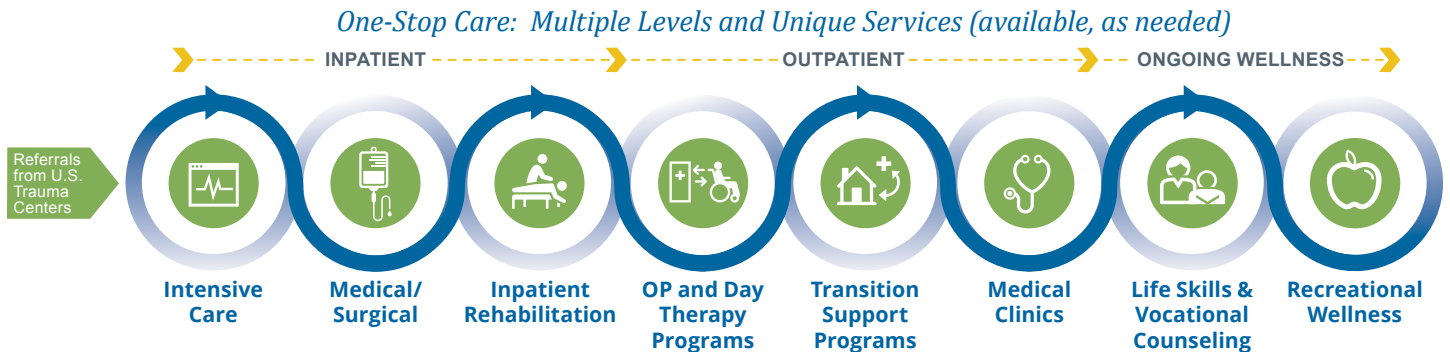 One-Stop Care: Multiple Levels and Unique Services (available, as needed)
INPATIENT
OUTPATIENT
ONGOING WELLNESS
Referrals
from U.S.
Trauma
Centers
Intensive
Care
Medical/
Surgical
Inpatient
Rehabilitation
OP and Day
Therapy
Programs
Transition
Support
Programs
Medical
Clinics
Life Skills &
Vocational
Counseling
Recreational
Wellness